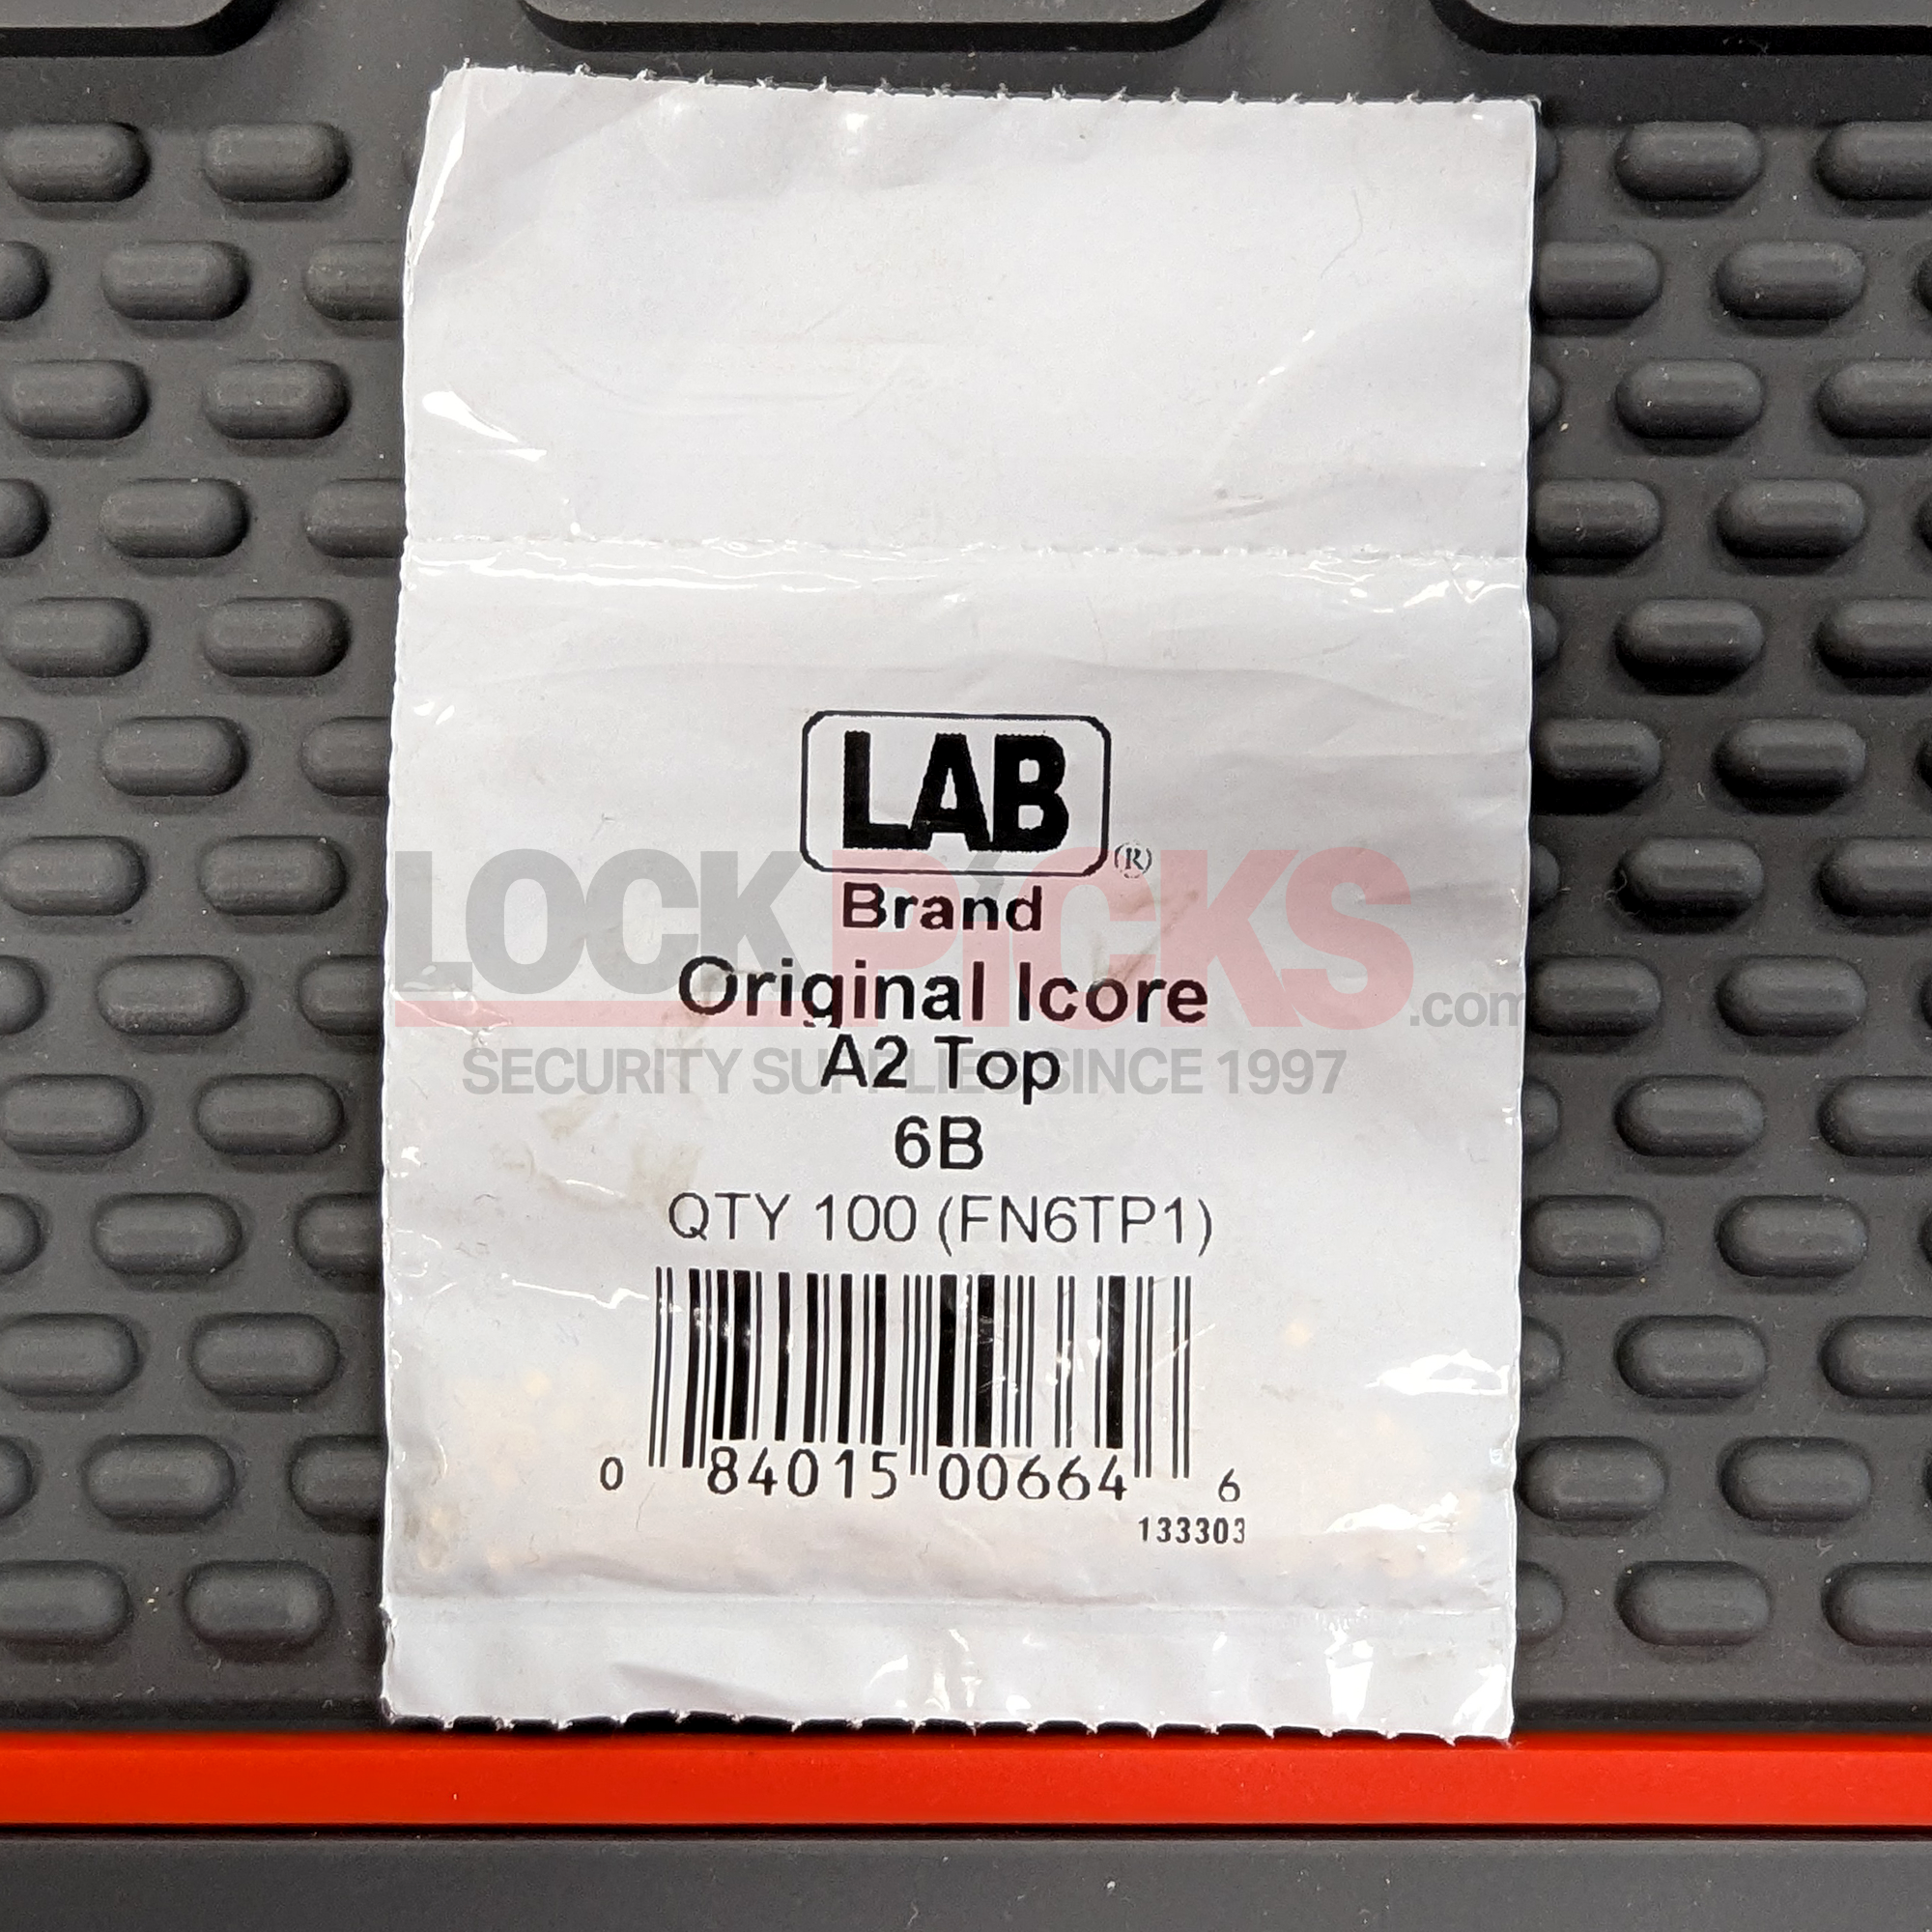 LAB
(R)
Brand
LOCKPICKS.com
Original Icore
SECURITY SUPPLIES SINCE 1997
A2 Top
6B
QTY 100 (FN6TP1)
0 84015 00664 6
133303